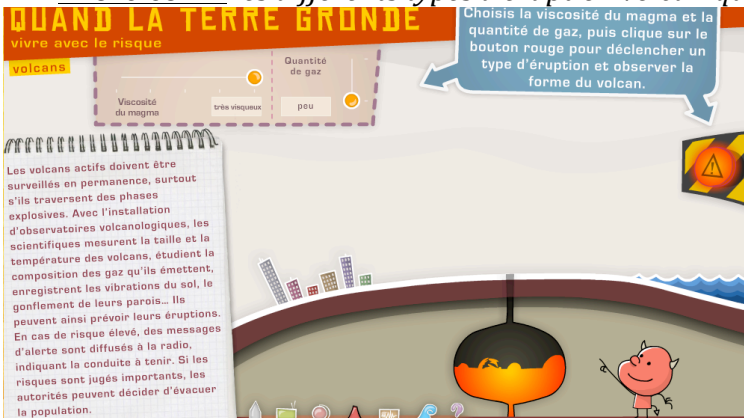 les différents types d'éruption
QUAND LA TERRE GRONDE
vivre avec le risque
volcans
Viscosité
du magma
très visqueux
Quantité
de gaz
peu
Choisis la viscosité du magma et la
quantité de gaz, puis clique sur le
bouton rouge pour déclencher un
type d'éruption et observer la
forme du volcan.
Les volcans actifs doivent être
surveillés en permanence, surtout
s'ils traversent des phases
explosives. Avec l'installation
d'observatoires volcanologiques, les
scientifiques mesurent la taille et la
température des volcans, étudient la
composition des gaz qu'ils émettent,
enregistrent les vibrations du sol, le
gonflement de leurs parois... Ils
peuvent ainsi prévoir leurs éruptions.
En cas de risque élevé, des messages
d'alerte sont diffusés à la radio,
indiquant la conduite à tenir. Si les
risques sont jugés importants, les
autorités peuvent décider d'évacuer
la population.